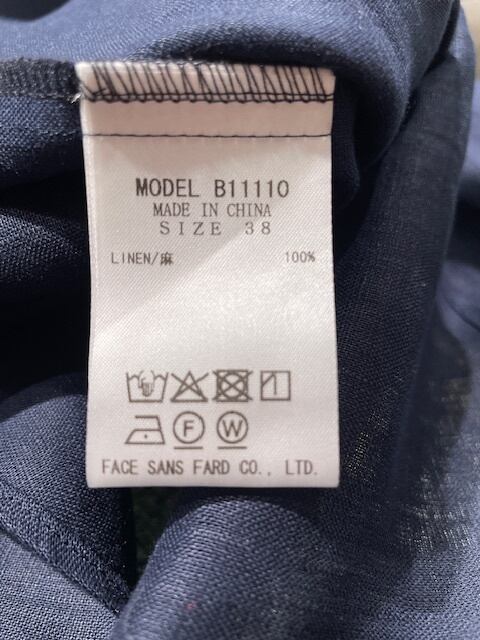 MODEL B11110
MADE IN CHINA
SIZE 38
LINEN/麻 100%
F W
FACE SANS FARD CO., LTD.